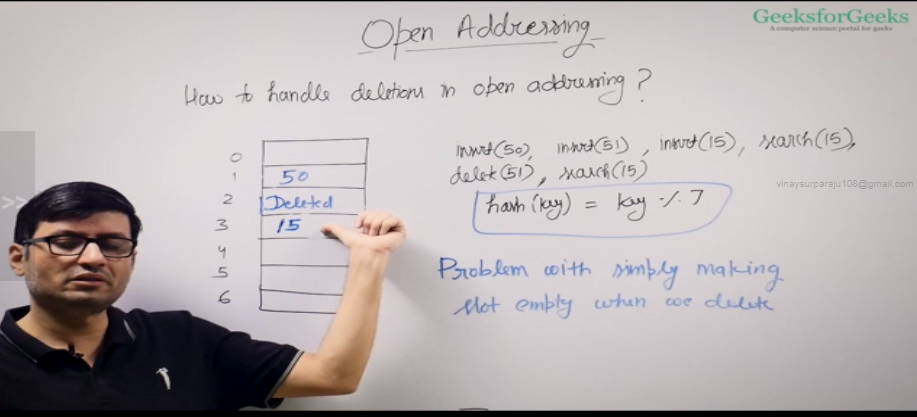 Open Addressing
GeeksforGeeks
A computer science portal for geeks
How to handle deletions in open addressing?
0
1 50
2 Deleted
3 15
4
5
6
insert(50), insert(51), insert(15), search(15),
delete(51), search(15)
hash(key) = key % 7
Problem with simply making
slot empty when we delete
vinaysurparaju108@gmail.com
>>